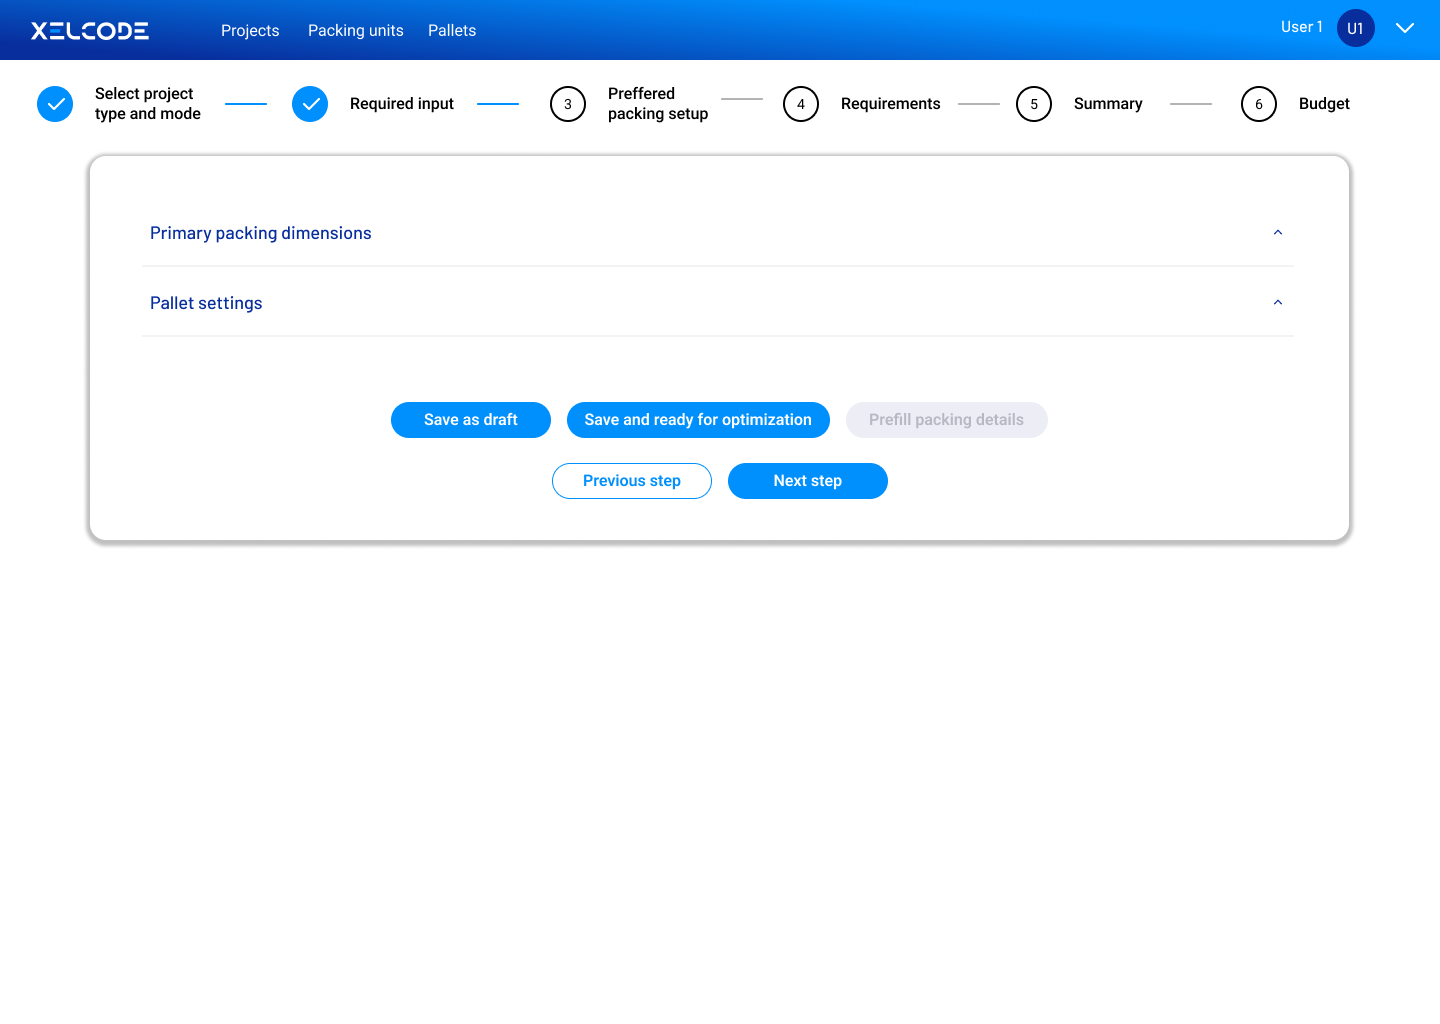 XELCODE
Projects Packing units Pallets
User 1 U1
Select project
type and mode
Required input
3
Preffered
packing setup
4
Requirements
5
Summary
6
Budget
Primary packing dimensions
Pallet settings
Save as draft
Save and ready for optimization
Prefill packing details
Previous step
Next step